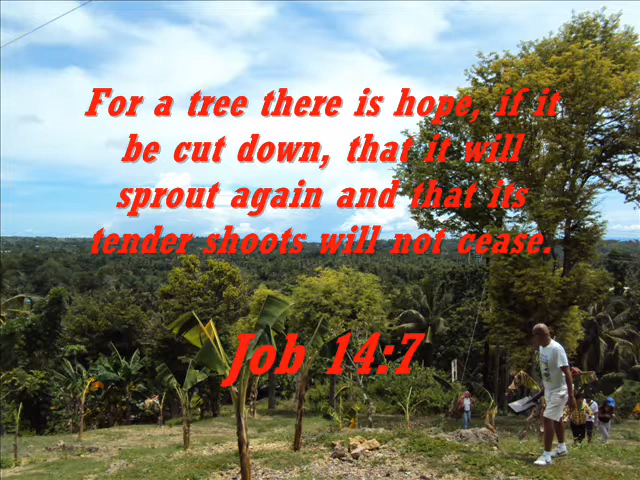 For a tree there is hope, if it
be cut down, that it will
sprout again and that its
tender shoots will not cease.
Job 14:7